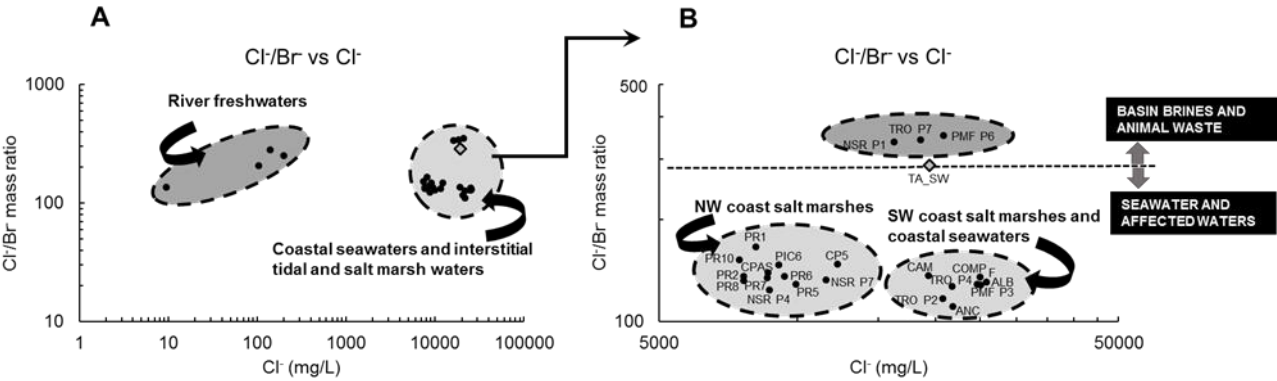 A
Cl⁻/Br⁻ vs Cl⁻
1000
100
10
Cl⁻/Br⁻ mass ratio
River freshwaters
Coastal seawaters and interstitial
tidal and salt marsh waters
1
10
100
1000
10000
100000
Cl⁻ (mg/L)
B
Cl⁻/Br⁻ vs Cl⁻
500
100
Cl⁻/Br⁻ mass ratio
TRO P7
NSR P1
PMF P6
TA_SW
BASIN BRINES AND
ANIMAL WASTE
SEAWATER AND
AFFECTED WATERS
NW coast salt marshes
SW coast salt marshes and
coastal seawaters
PR1
PR10
PIC6
CP5
CPAS
PR2
PR6
NSR P7
PR8
PR7
PR5
NSR P4
CAM
COMP
F
TRO P4
ALB
PMF P3
TRO P2
ANC
5000
50000
Cl⁻ (mg/L)